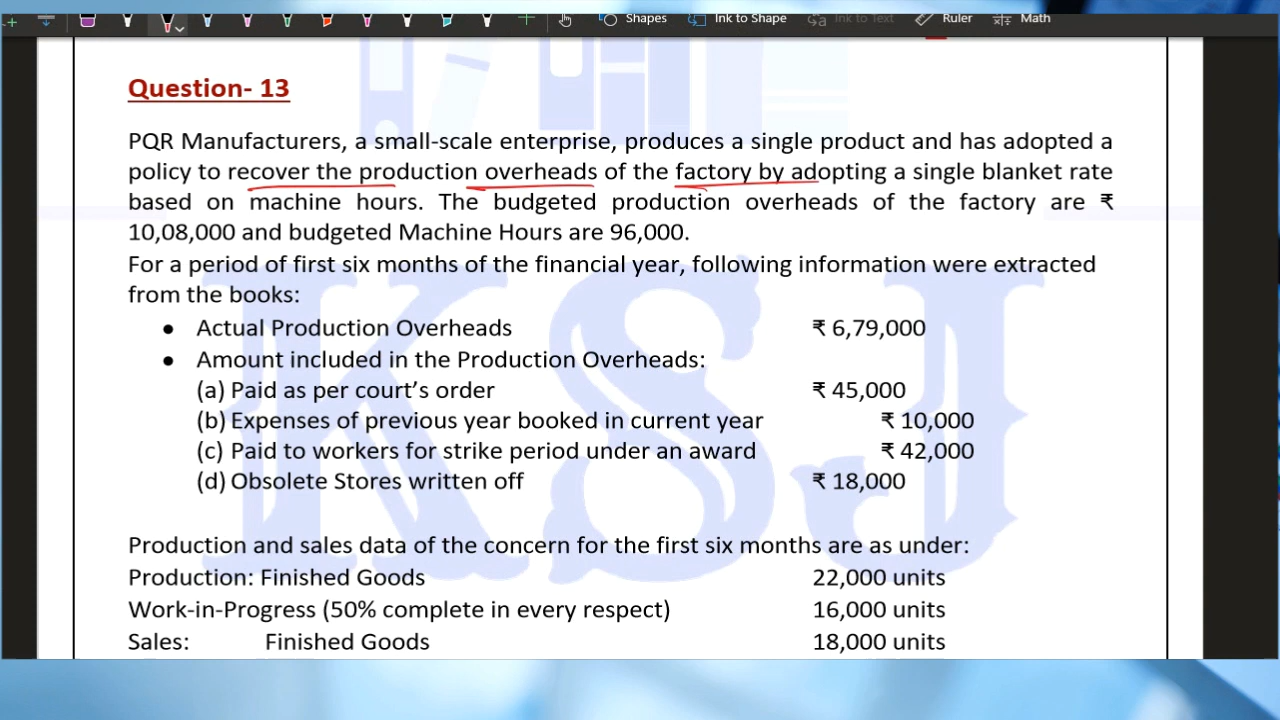 Shapes Ink to Shape Ink to Text Ruler Math
Question- 13
PQR Manufacturers, a small-scale enterprise, produces a single product and has adopted a
policy to recover the production overheads of the factory by adopting a single blanket rate
based on machine hours. The budgeted production overheads of the factory are ₹
10,08,000 and budgeted Machine Hours are 96,000.
For a period of first six months of the financial year, following information were extracted
from the books:
• Actual Production Overheads ₹ 6,79,000
• Amount included in the Production Overheads:
(a) Paid as per court’s order ₹ 45,000
(b) Expenses of previous year booked in current year ₹ 10,000
(c) Paid to workers for strike period under an award ₹ 42,000
(d) Obsolete Stores written off ₹ 18,000
Production and sales data of the concern for the first six months are as under:
Production: Finished Goods 22,000 units
Work-in-Progress (50% complete in every respect) 16,000 units
Sales: Finished Goods 18,000 units
KSJ